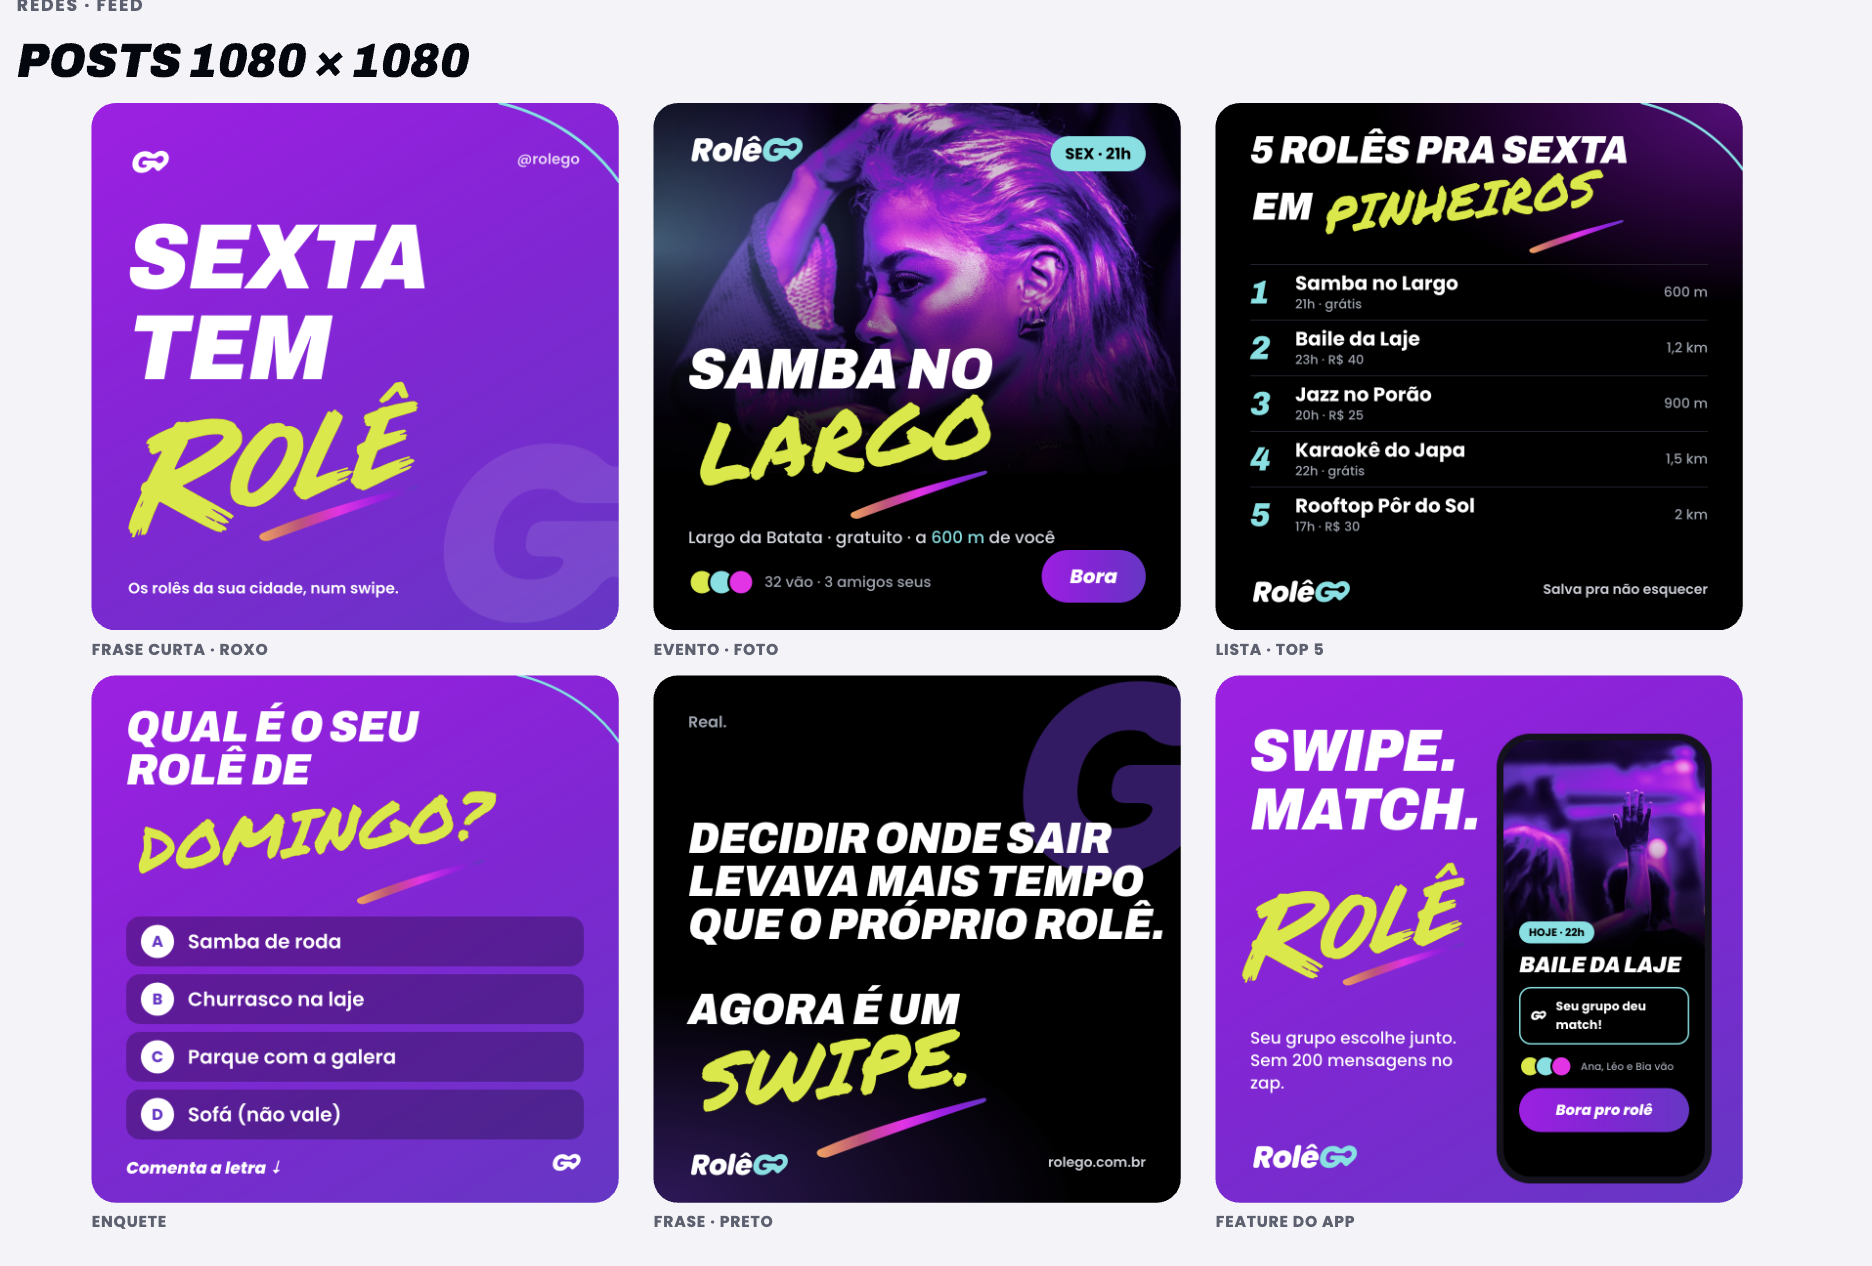 REDES · FEED
POSTS 1080 × 1080
@rolego
SEXTA
TEM
ROLÊ
Os rolês da sua cidade, num swipe.
FRASE CURTA · ROXO
RolêGO
SEX · 21h
SAMBA NO
LARGO
Largo da Batata · gratuito · a 600 m de você
32 vão · 3 amigos seus
Bora
EVENTO · FOTO
5 ROLÊS PRA SEXTA
EM PINHEIROS
1 Samba no Largo 600 m
21h · grátis
2 Baile da Laje 1,2 km
23h · R$ 40
3 Jazz no Porão 900 m
20h · R$ 25
4 Karaokê do Japa 1,5 km
22h · grátis
5 Rooftop Pôr do Sol 2 km
17h · R$ 30
RolêGO
Salva pra não esquecer
LISTA · TOP 5
QUAL É O SEU
ROLÊ DE
DOMINGO?
A Samba de roda
B Churrasco na laje
C Parque com a galera
D Sofá (não vale)
Comenta a letra ↓
GO
ENQUETE
Real.
G
DECIDIR ONDE SAIR
LEVAVA MAIS TEMPO
QUE O PRÓPRIO ROLÊ.
AGORA É UM
SWIPE.
RolêGO
rolego.com.br
FRASE · PRETO
SWIPE.
MATCH.
ROLÊ
Seu grupo escolhe junto.
Sem 200 mensagens no
zap.
RolêGO
HOJE · 22h
BAILE DA LAJE
Seu grupo deu
match!
Ana, Léo e Bia vão
Bora pro rolê
FEATURE DO APP